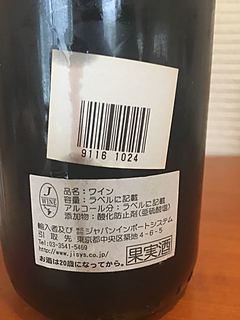 9116 1024
J
WINE
品名：ワイン
容量：ラベルに記載
アルコール分：ラベルに記載
添加物：酸化防止剤(亜硫酸塩)
輸入者及び 株式会社 ジャパンインポートシステム
引取先 東京都中央区築地4-6-5
Tel: 03-3541-5469
http://www.jisys.co.jp/
果実酒
お酒は20歳になってから。